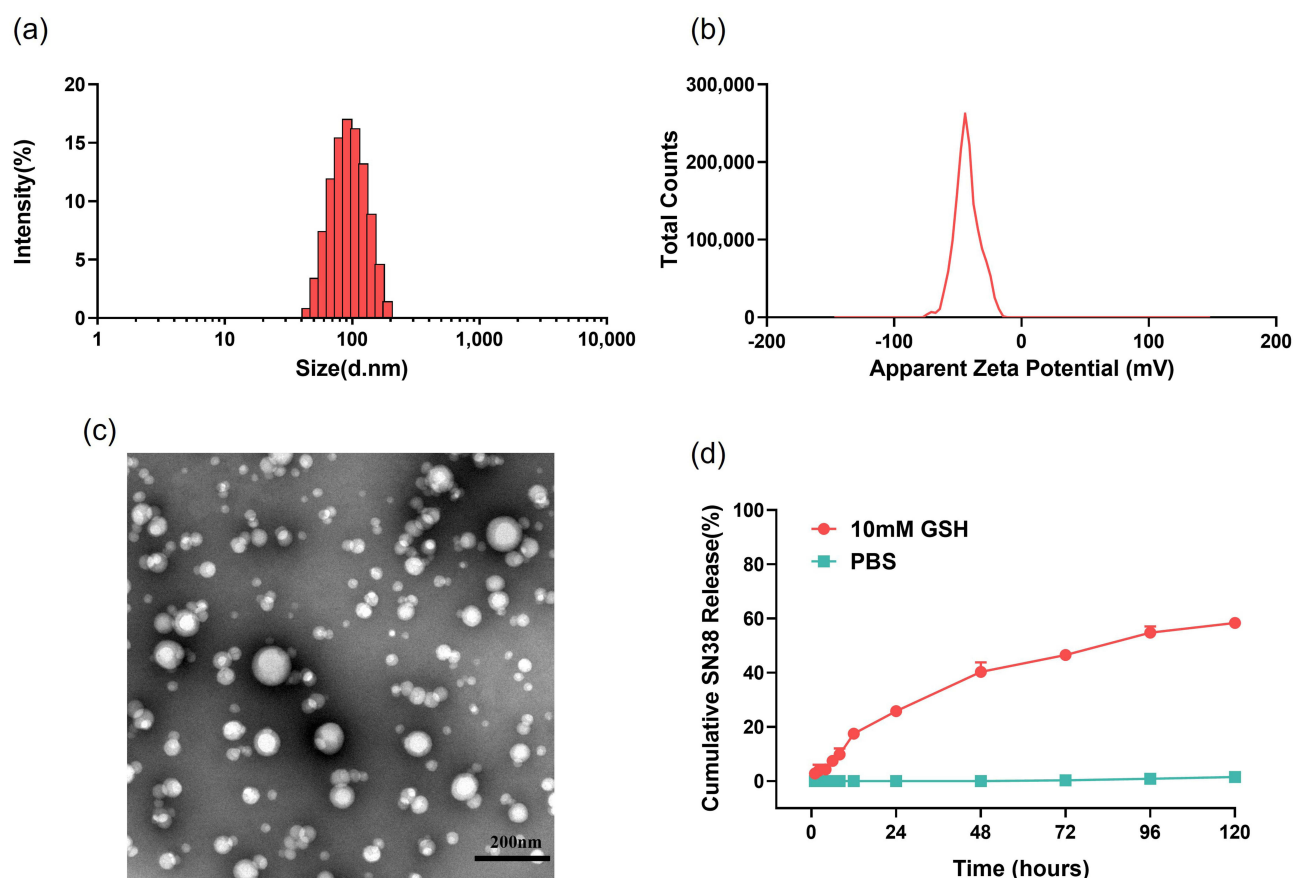 (a)
20
15
10
5
0
Intensity(%)
1
10
100
1,000
10,000
Size(d.nm)
(b)
300,000
200,000
100,000
0
Total Counts
-200
-100
0
100
200
Apparent Zeta Potential (mV)
(c)
200nm
(d)
100
80
60
40
20
0
Cumulative SN38 Release(%)
10mM GSH
PBS
0
24
48
72
96
120
Time (hours)